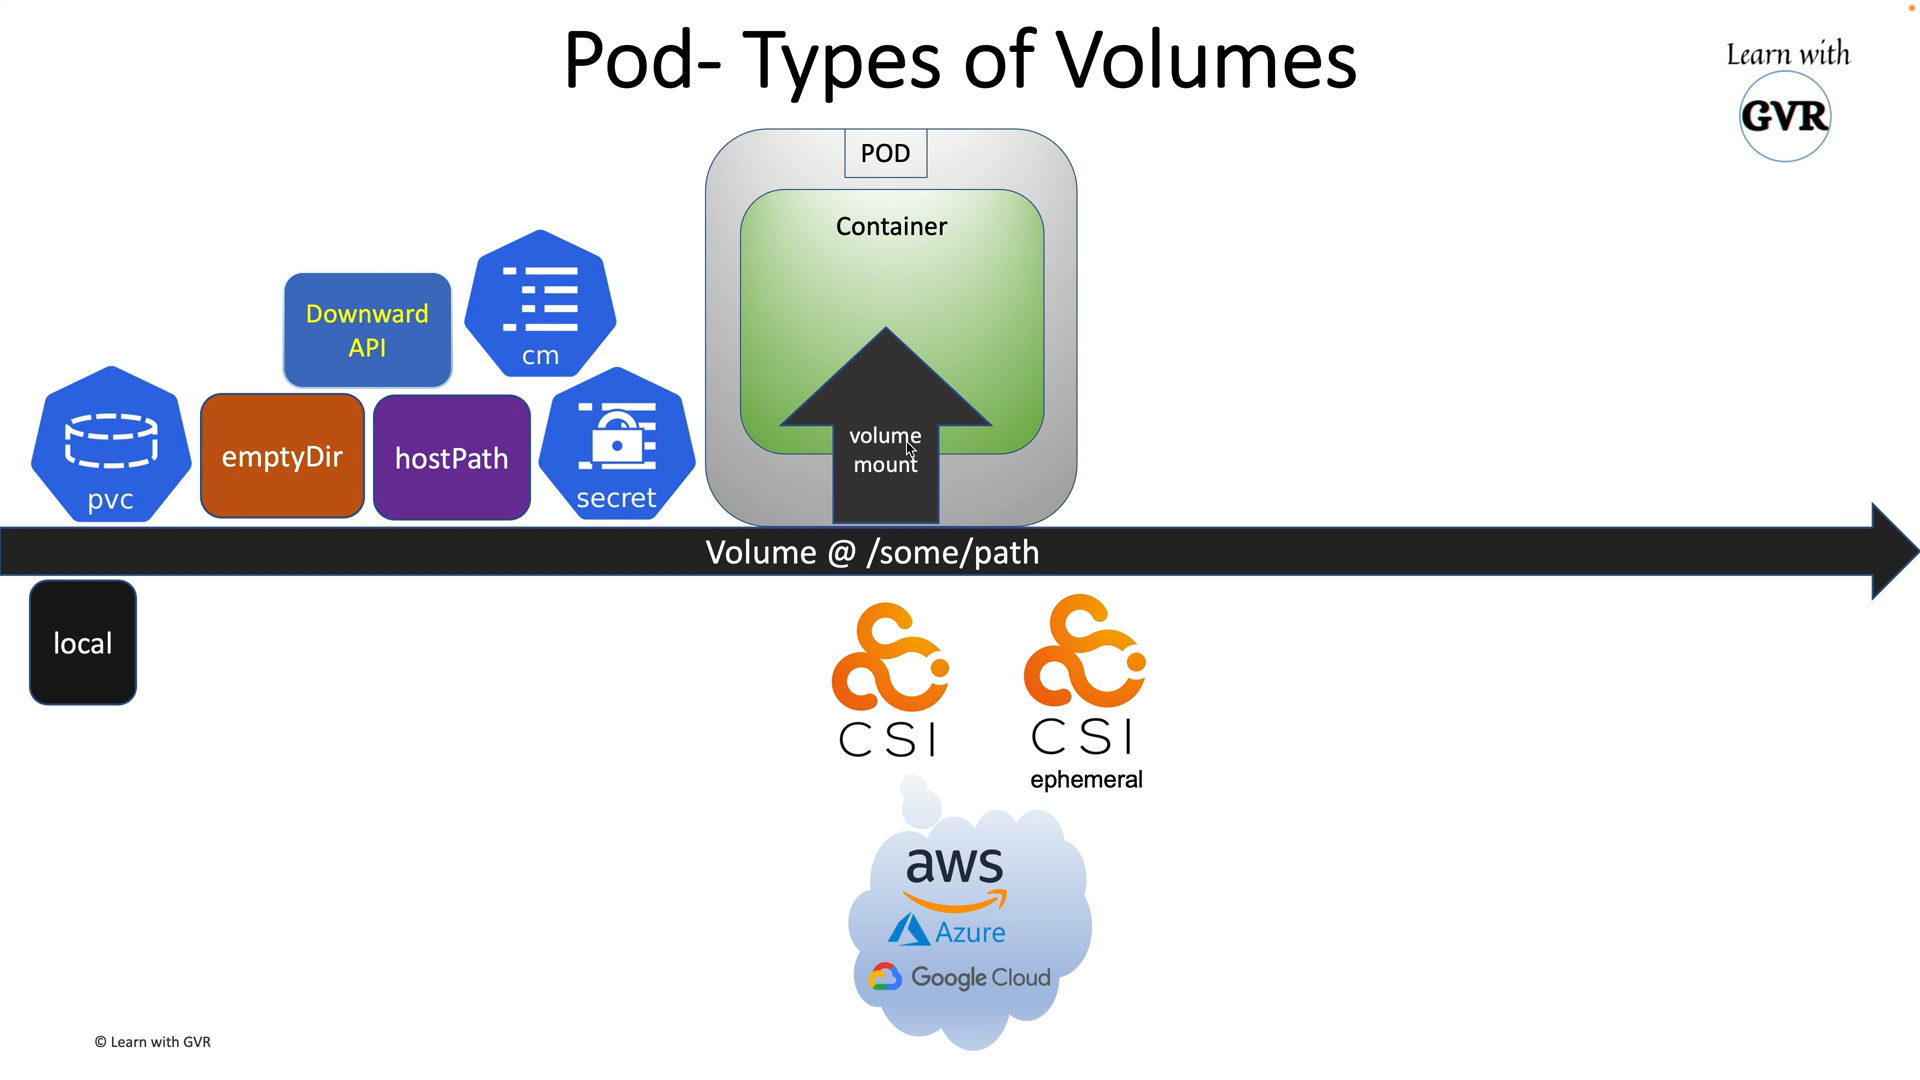 Pod- Types of Volumes
Learn with
GVR
POD
Container
Downward
API
cm
volume
mount
pvc
emptyDir
hostPath
secret
Volume @ /some/path
local
CSI
CSI
ephemeral
aws
Azure
Google Cloud
© Learn with GVR